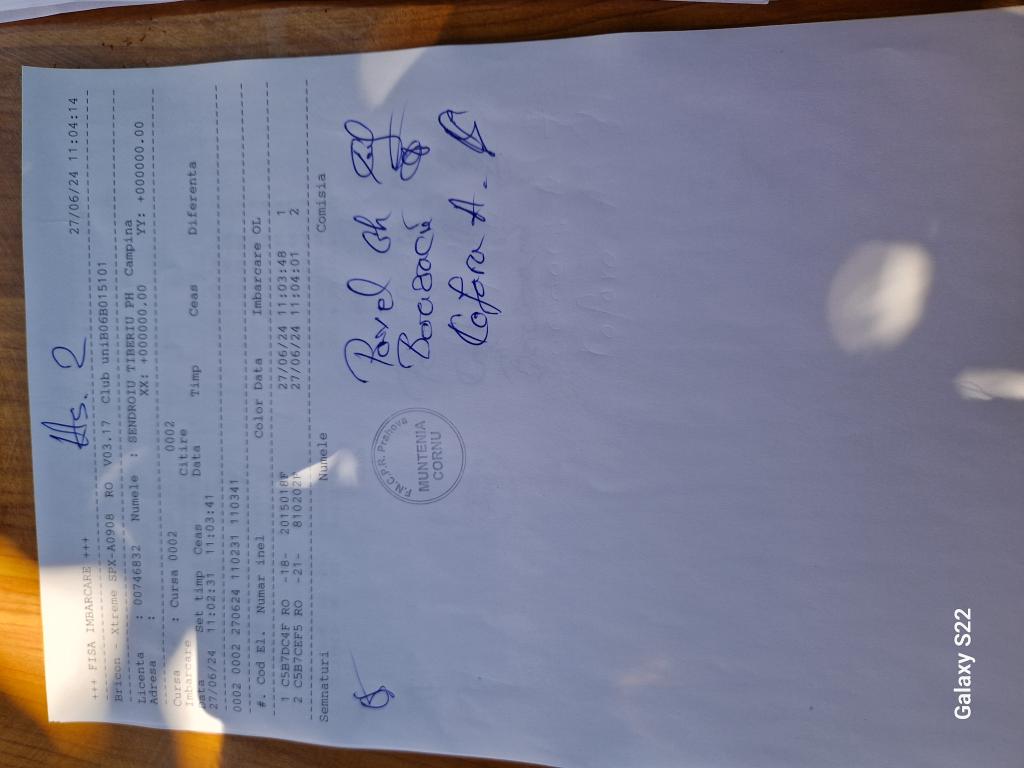 As. 2
+++ FISA IMBARCARE +++ 27/06/24 11:04:14
Bricon - Xtreme SPX-A0908 RO V03.17 Club uniB06B015101
Licenta : 00746832 Numele : SENDROIU TIBERIU PH Campina
Adresa : XX: +000000.00 YY: +000000.00
Cursa : Cursa 0002 0002
Imbarcare Citire
Data Set timp Ceas Data Timp Ceas Diferenta
27/06/24 11:02:31 11:03:41
0002 0002 270624 110231 110341
#. Cod El. Numar inel Color Data Imbarcare OL
1 C5B7DC4F RO -18- 2015018F 27/06/24 11:03:48 1
2 C5B7CEF5 RO -21- 810202F 27/06/24 11:04:01 2
Semnaturi Numele Comisia
Pavel Gh
F.N.C.P.R. Prahova
MUNTENIA
CORNU
Cafara A.
Galaxy S22